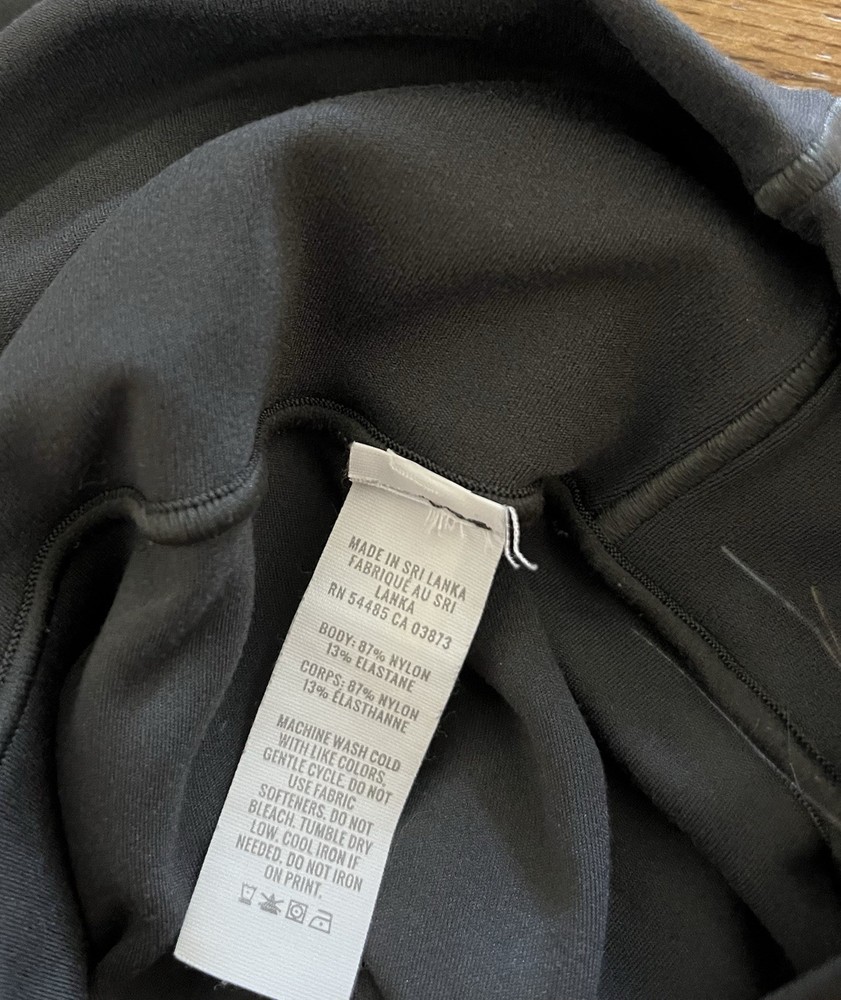 MADE IN SRI LANKA
FABRIQUÉ AU SRI
LANKA
RN 54485 CA 03873
BODY: 87% NYLON
13% ELASTANE
CORPS: 87% NYLON
13% ÉLASTHANNE
MACHINE WASH COLD
WITH LIKE COLORS,
GENTLE CYCLE. DO NOT
USE FABRIC
SOFTENERS. DO NOT
BLEACH. TUMBLE DRY
LOW. COOL IRON IF
NEEDED. DO NOT IRON
ON PRINT.